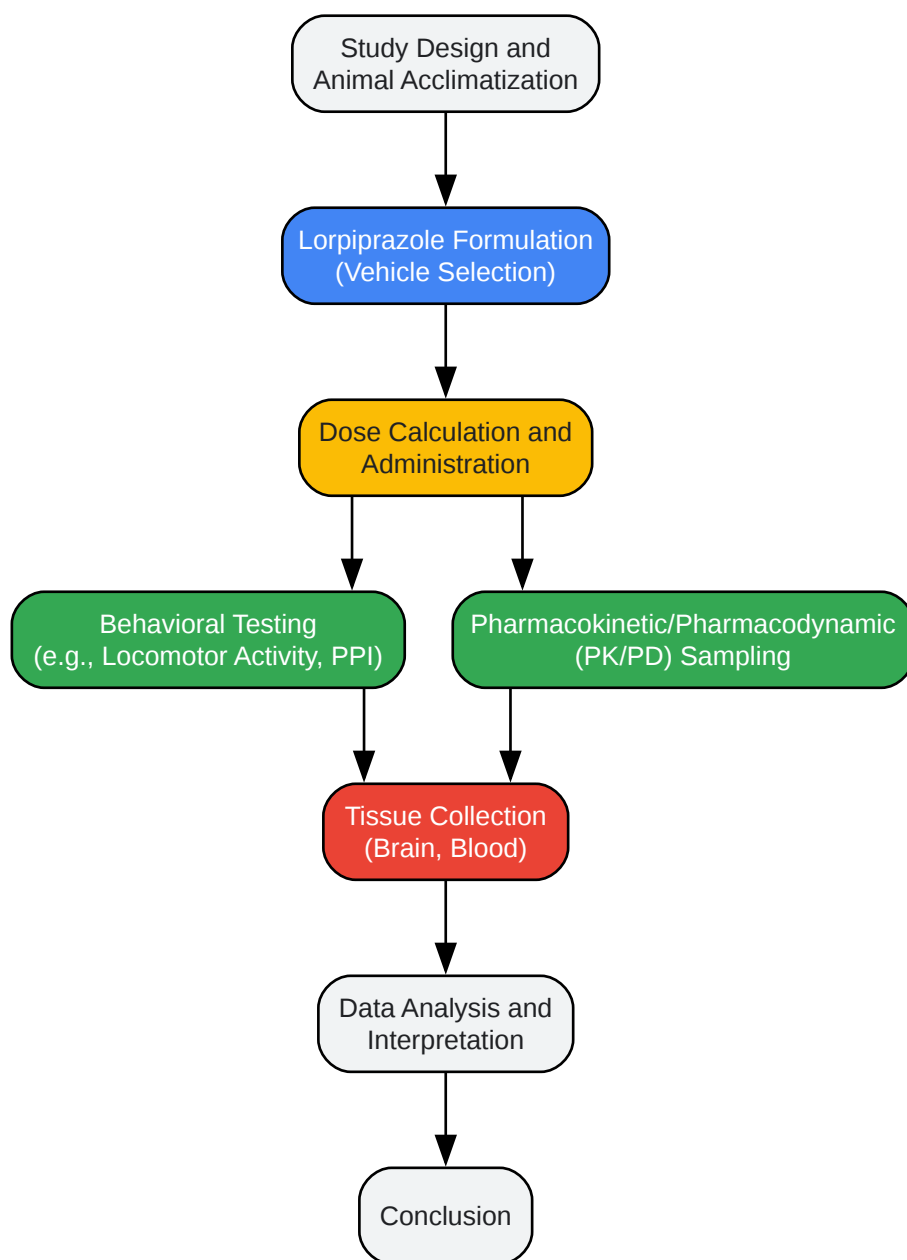 Study Design and
Animal Acclimatization
Lorpiprazole Formulation
(Vehicle Selection)
Dose Calculation and
Administration
Behavioral Testing
(e.g., Locomotor Activity, PPI)
Pharmacokinetic/Pharmacodynamic
(PK/PD) Sampling
Tissue Collection
(Brain, Blood)
Data Analysis and
Interpretation
Conclusion